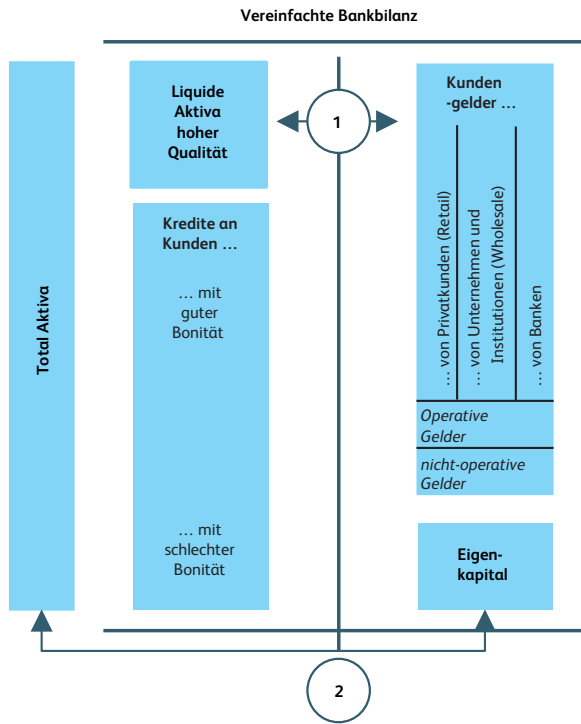 Vereinfachte Bankbilanz
Total Aktiva
Liquide
Aktiva
hoher
Qualität
1
Kunden
-gelder …
Kredite an
Kunden …
… mit
guter
Bonität
… von Privatkunden (Retail)
… von Unternehmen und
Institutionen (Wholesale)
… von Banken
Operative
Gelder
nicht-operative
Gelder
… mit
schlechter
Bonität
Eigen-
kapital
2